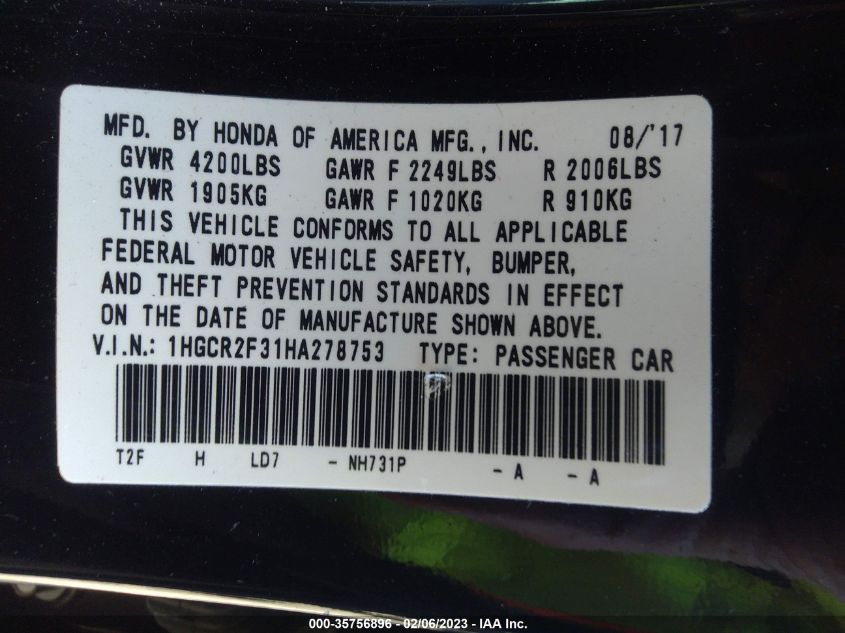 MFD. BY HONDA OF AMERICA MFG., INC. 08/'17
GVWR 4200LBS GAWR F 2249LBS R 2006LBS
GVWR 1905KG GAWR F 1020KG R 910KG
THIS VEHICLE CONFORMS TO ALL APPLICABLE
FEDERAL MOTOR VEHICLE SAFETY, BUMPER,
AND THEFT PREVENTION STANDARDS IN EFFECT
ON THE DATE OF MANUFACTURE SHOWN ABOVE.
V.I.N.: 1HGCR2F31HA278753 TYPE: PASSENGER CAR
T2F H LD7 - NH731P - A - A
000-35756896 - 02/06/2023 - IAA Inc.